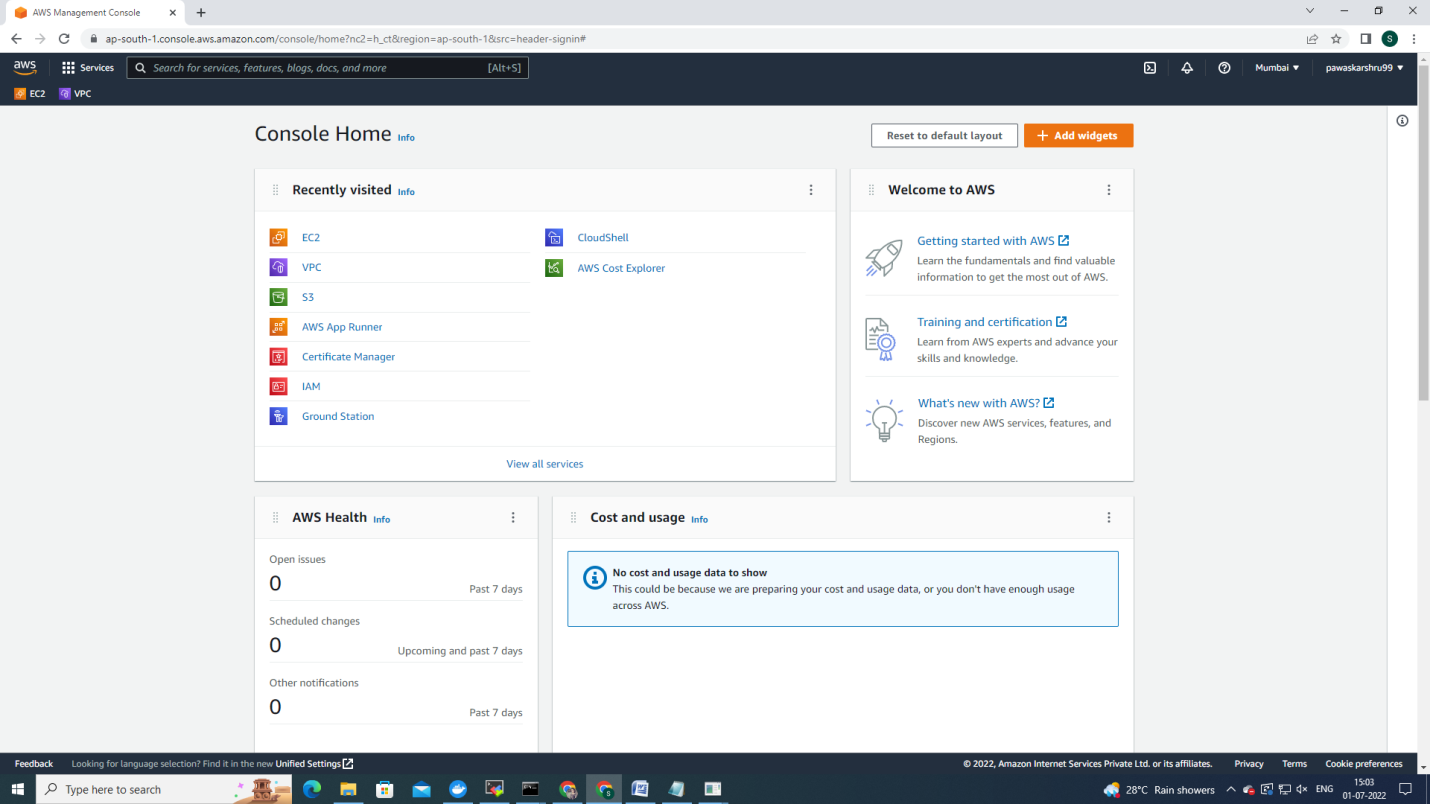 AWS Management Console
ap-south-1.console.aws.amazon.com/console/home?nc2=h_ct&region=ap-south-1&src=header-signin#
S
aws
Services
Search for services, features, blogs, docs, and more
[Alt+S]
Mumbai
pawaskarshru99
EC2
VPC
Console Home Info
Reset to default layout
Add widgets
Recently visited Info
EC2
VPC
S3
AWS App Runner
Certificate Manager
IAM
Ground Station
CloudShell
AWS Cost Explorer
View all services
Welcome to AWS
Getting started with AWS
Learn the fundamentals and find valuable
information to get the most out of AWS.
Training and certification
Learn from AWS experts and advance your
skills and knowledge.
What's new with AWS?
Discover new AWS services, features, and
Regions.
AWS Health Info
Open issues
0
Past 7 days
Scheduled changes
0
Upcoming and past 7 days
Other notifications
0
Past 7 days
Cost and usage Info
No cost and usage data to show
This could be because we are preparing your cost and usage data, or you don't have enough usage
across AWS.
Feedback
Looking for language selection? Find it in the new Unified Settings
© 2022, Amazon Internet Services Private Ltd. or its affiliates.
Privacy
Terms
Cookie preferences
Type here to search
28°C Rain showers
ENG
15:03
01-07-2022